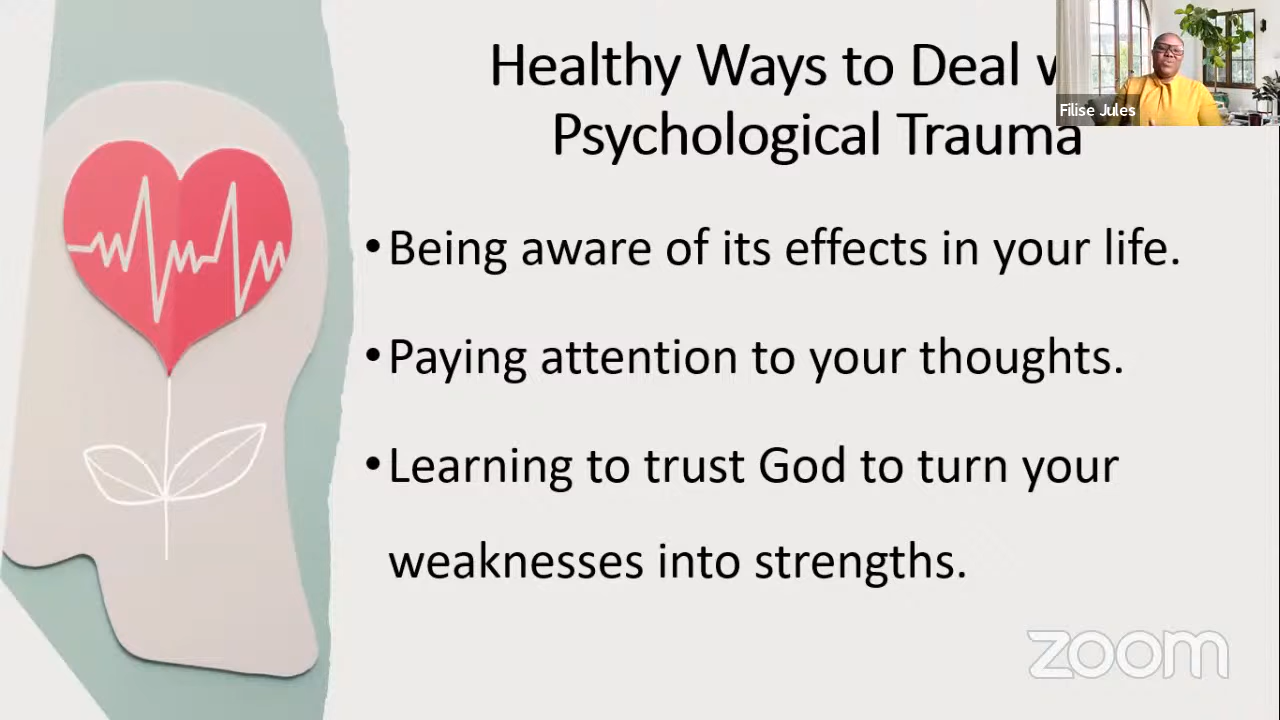 Healthy Ways to Deal
Psychological Trauma
Filise Jules
•Being aware of its effects in your life.
•Paying attention to your thoughts.
•Learning to trust God to turn your
weaknesses into strengths.
zoom